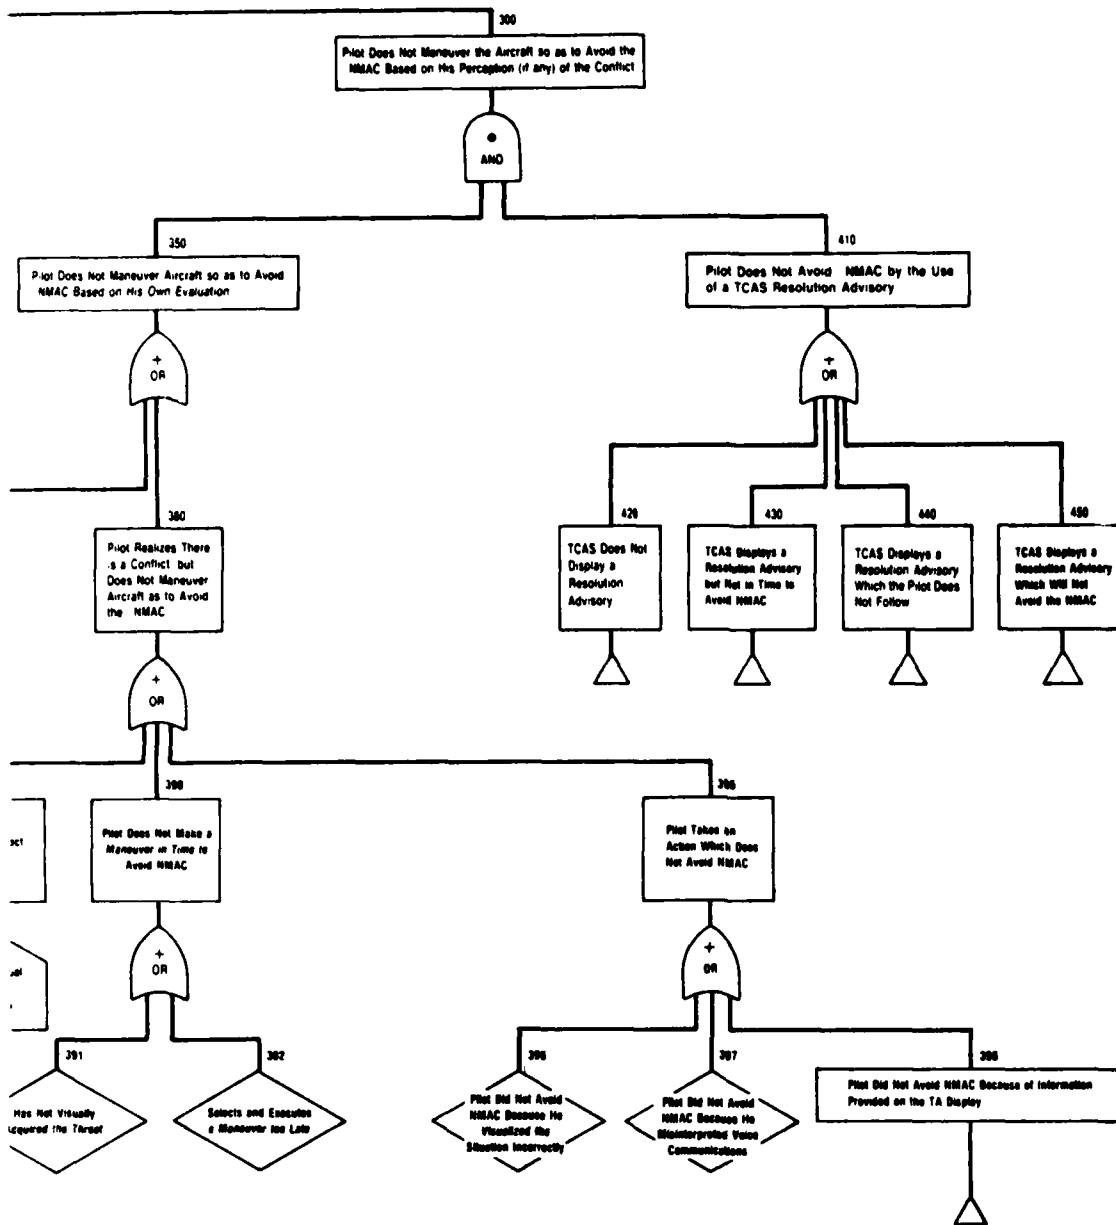 300
Pilot Does Not Maneuver the Aircraft so as to Avoid the
NMAC Based on His Perception (if any) of the Conflict
AND
350
Pilot Does Not Maneuver Aircraft so as to Avoid
NMAC Based on His Own Evaluation
+
OR
410
Pilot Does Not Avoid NMAC by the Use
of a TCAS Resolution Advisory
+
OR
380
Pilot Realizes There
is a Conflict but
Does Not Maneuver
Aircraft as to Avoid
the NMAC
420
TCAS Does Not
Display a
Resolution
Advisory
430
TCAS Displays a
Resolution Advisory
but Not in Time to
Avoid NMAC
440
TCAS Displays a
Resolution Advisory
Which the Pilot Does
Not Follow
450
TCAS Displays a
Resolution Advisory
Which Will Not
Avoid the NMAC
+
OR
ect
390
Pilot Does Not Make a
Maneuver in Time to
Avoid NMAC
395
Pilot Takes an
Action Which Does
Not Avoid NMAC
+
OR
+
OR
391
Has Not Visually
Acquired the Threat
392
Selects and Executes
a Maneuver too Late
396
Pilot Did Not Avoid
NMAC Because He
Visualized the
Situation Incorrectly
397
Pilot Did Not Avoid
NMAC Because He
Misinterpreted Voice
Communications
398
Pilot Did Not Avoid NMAC Because of Information
Provided on the TA Display